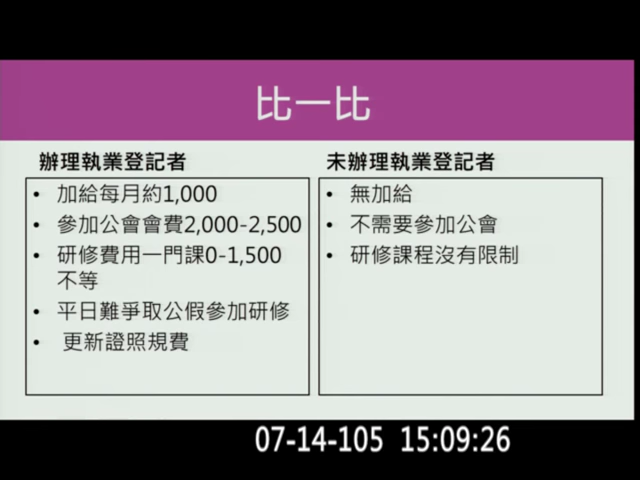 比一比
辦理執業登記者
• 加給每月約1,000
• 參加公會會費2,000-2,500
• 研修費用一門課0-1,500
不等
• 平日難爭取公假參加研修
• 更新證照規費
未辦理執業登記者
• 無加給
• 不需要參加公會
• 研修課程沒有限制
07-14-105 15:09:26